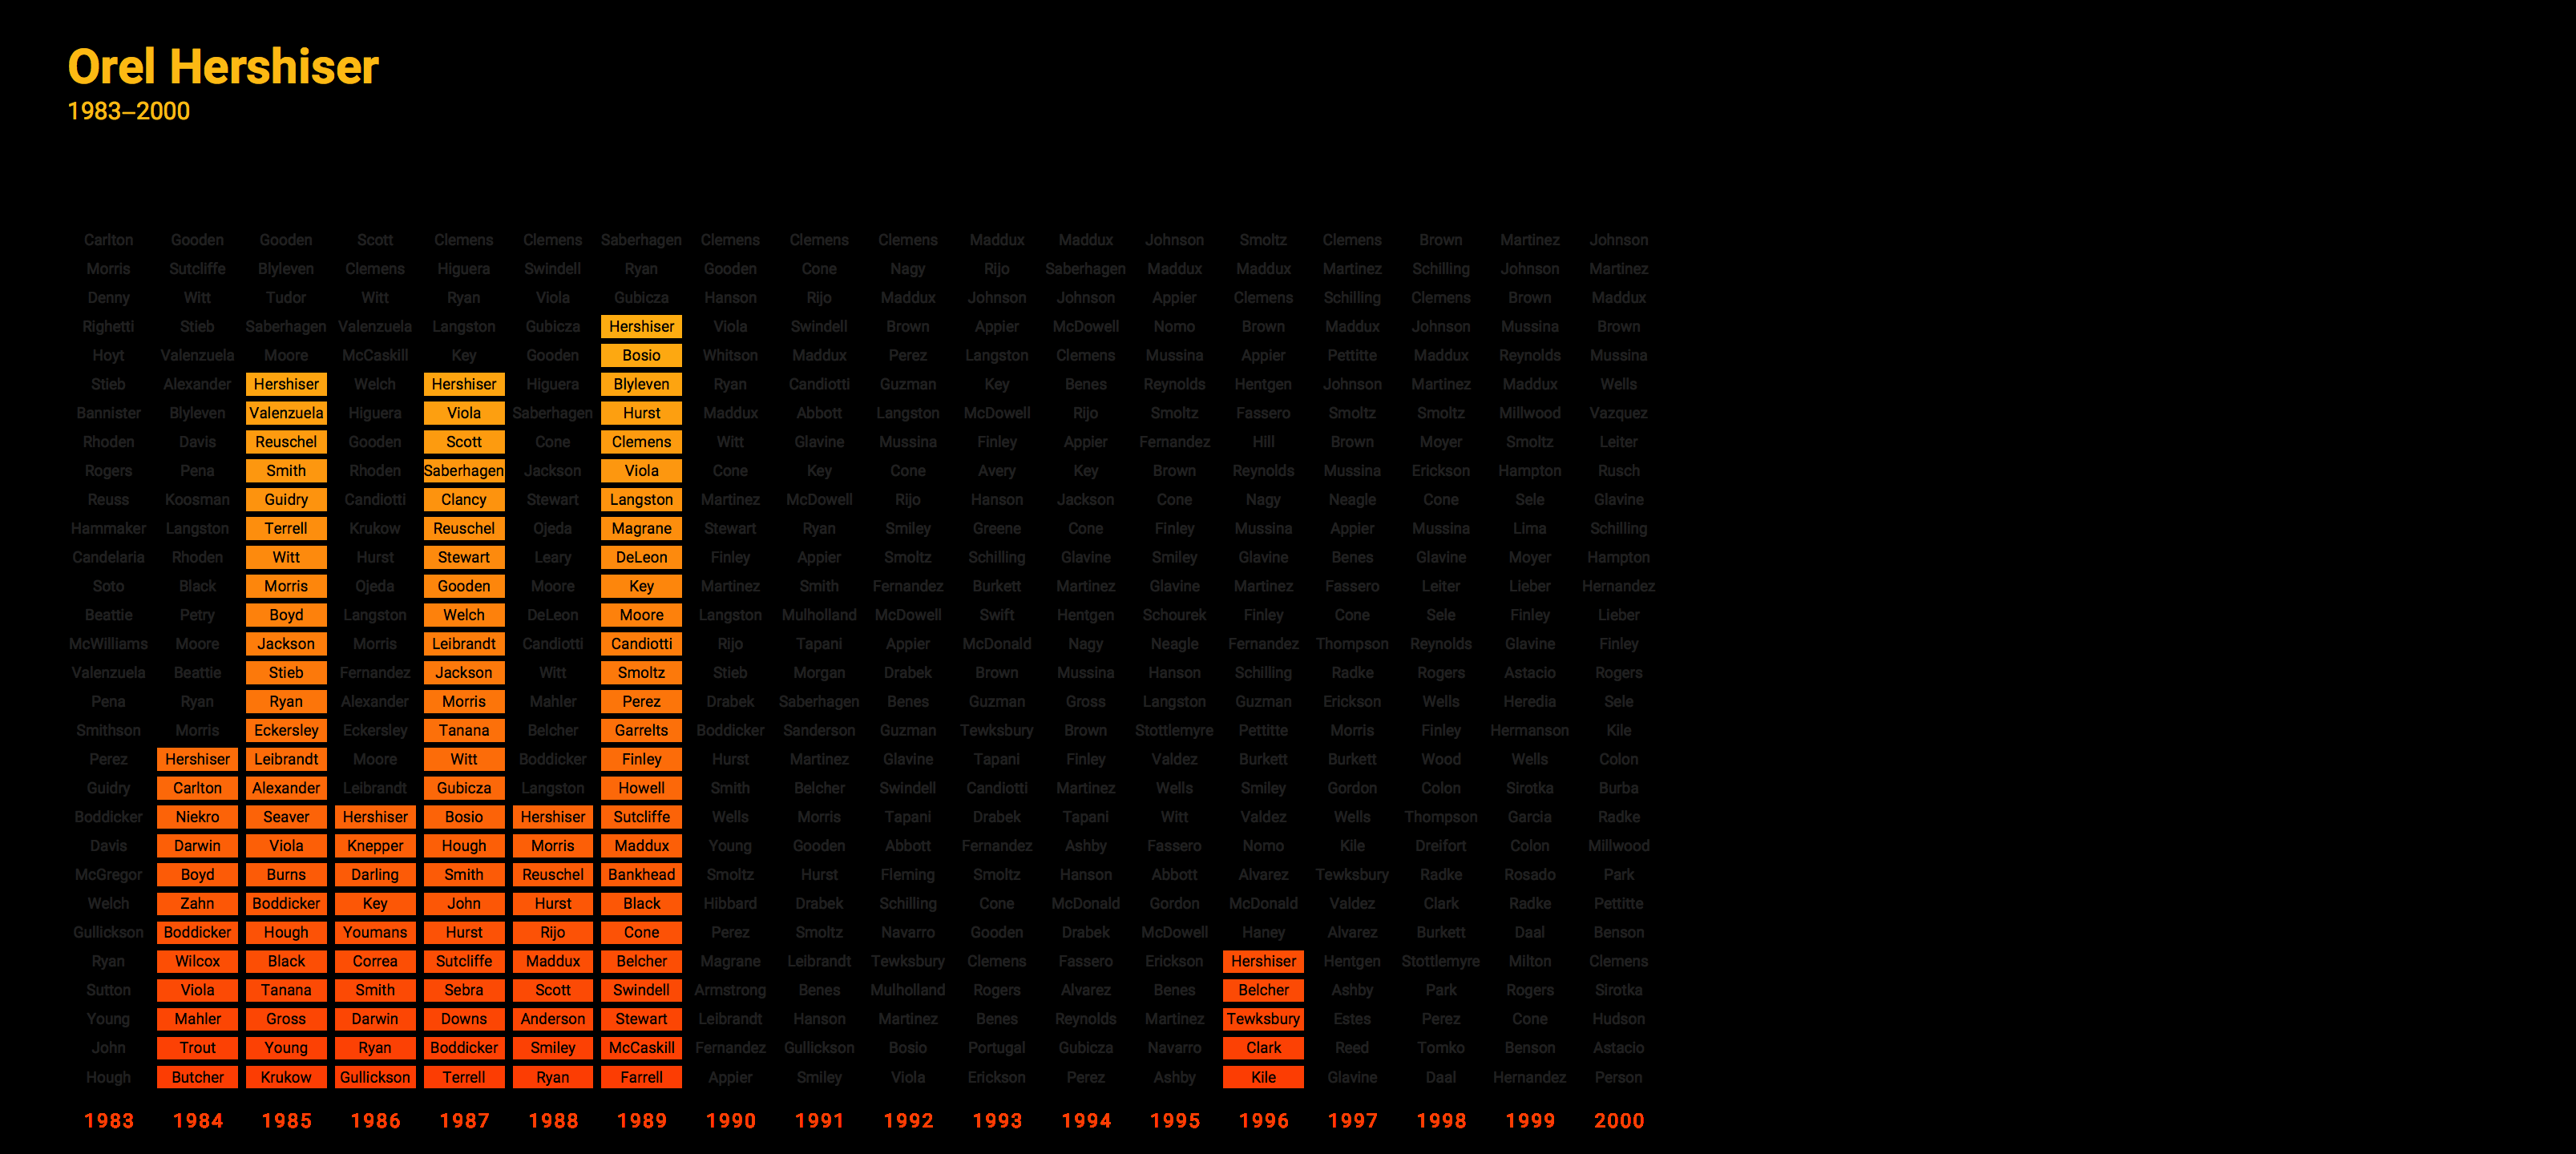 Orel Hershiser
1983–2000
Carlton Gooden Gooden Scott Clemens Clemens Saberhagen Clemens Clemens Clemens Maddux Maddux Johnson Smoltz Clemens Brown Martinez Johnson
Morris Sutcliffe Blyleven Clemens Higuera Swindell Ryan Gooden Cone Nagy Rijo Saberhagen Maddux Maddux Martinez Schilling Johnson Martinez
Denny Witt Tudor Witt Ryan Viola Gubicza Hanson Rijo Maddux Johnson Johnson Appier Clemens Schilling Clemens Brown Maddux
Righetti Stieb Saberhagen Valenzuela Langston Gubicza Hershiser Viola Swindell Brown Appier McDowell Nomo Brown Maddux Johnson Mussina Brown
Hoyt Valenzuela Moore McCaskill Key Gooden Bosio Whitson Maddux Perez Langston Clemens Mussina Appier Pettitte Maddux Reynolds Mussina
Stieb Alexander Hershiser Welch Hershiser Higuera Blyleven Ryan Candiotti Guzman Key Benes Reynolds Hentgen Johnson Martinez Maddux Wells
Bannister Blyleven Valenzuela Higuera Viola Saberhagen Hurst Maddux Abbott Langston McDowell Rijo Smoltz Fassero Smoltz Smoltz Millwood Vazquez
Rhoden Davis Reuschel Gooden Scott Cone Clemens Witt Glavine Mussina Finley Appier Fernandez Hill Brown Moyer Smoltz Leiter
Rogers Pena Smith Rhoden Saberhagen Jackson Viola Cone Key Cone Avery Key Brown Reynolds Mussina Erickson Hampton Rusch
Reuss Koosman Guidry Candiotti Clancy Stewart Langston Martinez McDowell Rijo Hanson Jackson Cone Nagy Neagle Cone Sele Glavine
Hammaker Langston Terrell Krukow Reuschel Ojeda Magrane Stewart Ryan Smiley Greene Cone Finley Mussina Appier Mussina Lima Schilling
Candelaria Rhoden Witt Hurst Stewart Leary DeLeon Finley Appier Smoltz Schilling Glavine Smiley Glavine Benes Glavine Moyer Hampton
Soto Black Morris Ojeda Gooden Moore Key Martinez Smith Fernandez Burkett Martinez Glavine Martinez Fassero Leiter Lieber Hernandez
Beattie Petry Boyd Langston Welch DeLeon Moore Langston Mulholland McDowell Swift Hentgen Schourek Finley Cone Sele Finley Lieber
McWilliams Moore Jackson Morris Leibrandt Candiotti Candiotti Rijo Tapani Appier McDonald Nagy Neagle Fernandez Thompson Reynolds Glavine Finley
Valenzuela Beattie Stieb Fernandez Jackson Witt Smoltz Stieb Morgan Drabek Brown Mussina Hanson Schilling Radke Rogers Astacio Rogers
Pena Ryan Ryan Alexander Morris Mahler Perez Drabek Saberhagen Benes Guzman Gross Langston Guzman Erickson Wells Heredia Sele
Smithson Morris Eckersley Eckersley Tanana Belcher Garrelts Boddicker Sanderson Guzman Tewksbury Brown Stottlemyre Pettitte Morris Finley Hermanson Kile
Perez Hershiser Leibrandt Moore Witt Boddicker Finley Hurst Martinez Glavine Tapani Finley Valdez Burkett Burkett Wood Wells Colon
Guidry Carlton Alexander Leibrandt Gubicza Langston Howell Smith Belcher Swindell Candiotti Martinez Wells Smiley Gordon Colon Sirotka Burba
Boddicker Niekro Seaver Hershiser Bosio Hershiser Sutcliffe Wells Morris Tapani Drabek Tapani Witt Valdez Wells Thompson Garcia Radke
Davis Darwin Viola Knepper Hough Morris Maddux Young Gooden Abbott Fernandez Ashby Fassero Nomo Kile Dreifort Colon Millwood
McGregor Boyd Burns Darling Smith Reuschel Bankhead Smoltz Hurst Fleming Smoltz Hanson Abbott Alvarez Tewksbury Radke Rosado Park
Welch Zahn Boddicker Key John Hurst Black Hibbard Drabek Schilling Cone McDonald Gordon McDonald Valdez Clark Radke Pettitte
Gullickson Boddicker Hough Youmans Hurst Rijo Cone Perez Smoltz Navarro Gooden Drabek McDowell Haney Alvarez Burkett Daal Benson
Ryan Wilcox Black Correa Sutcliffe Maddux Belcher Magrane Leibrandt Tewksbury Clemens Fassero Erickson Hershiser Hentgen Stottlemyre Milton Clemens
Sutton Viola Tanana Smith Sebra Scott Swindell Armstrong Benes Mulholland Rogers Alvarez Benes Belcher Ashby Park Rogers Sirotka
Young Mahler Gross Darwin Downs Anderson Stewart Leibrandt Hanson Martinez Benes Reynolds Martinez Tewksbury Estes Perez Cone Hudson
John Trout Young Ryan Boddicker Smiley McCaskill Fernandez Gullickson Bosio Portugal Gubicza Navarro Clark Reed Tomko Benson Astacio
Hough Butcher Krukow Gullickson Terrell Ryan Farrell Appier Smiley Viola Erickson Perez Ashby Kile Glavine Daal Hernandez Person
1983 1984 1985 1986 1987 1988 1989 1990 1991 1992 1993 1994 1995 1996 1997 1998 1999 2000